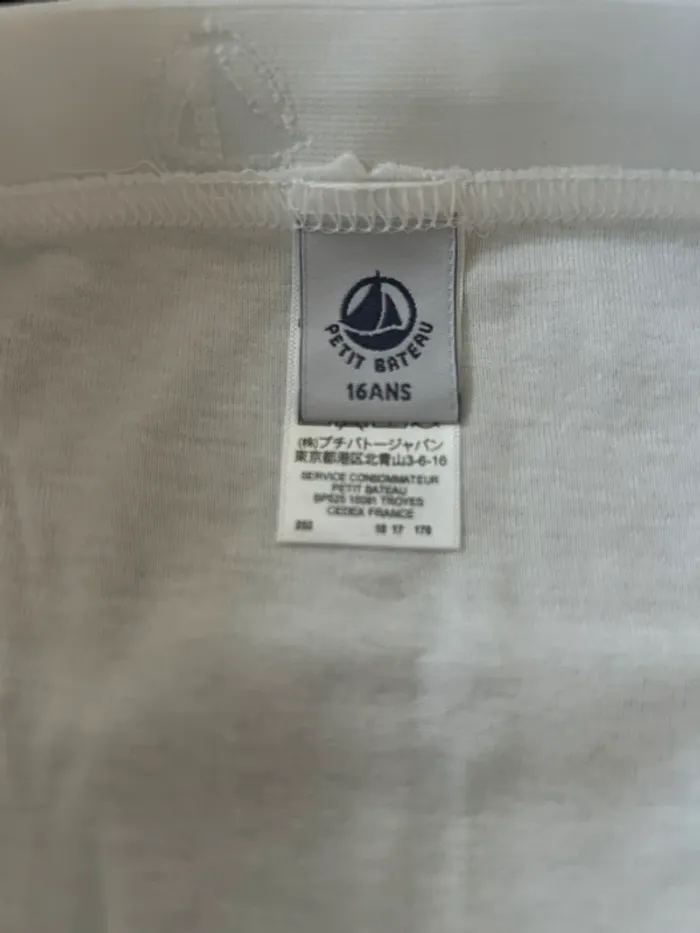 PETIT BATEAU
16ANS
(株)プチバトージャパン
東京都港区北青山3-6-16
SERVICE CONSOMMATEUR
PETIT BATEAU
BP525 10081 TROYES
CEDEX FRANCE
17 176